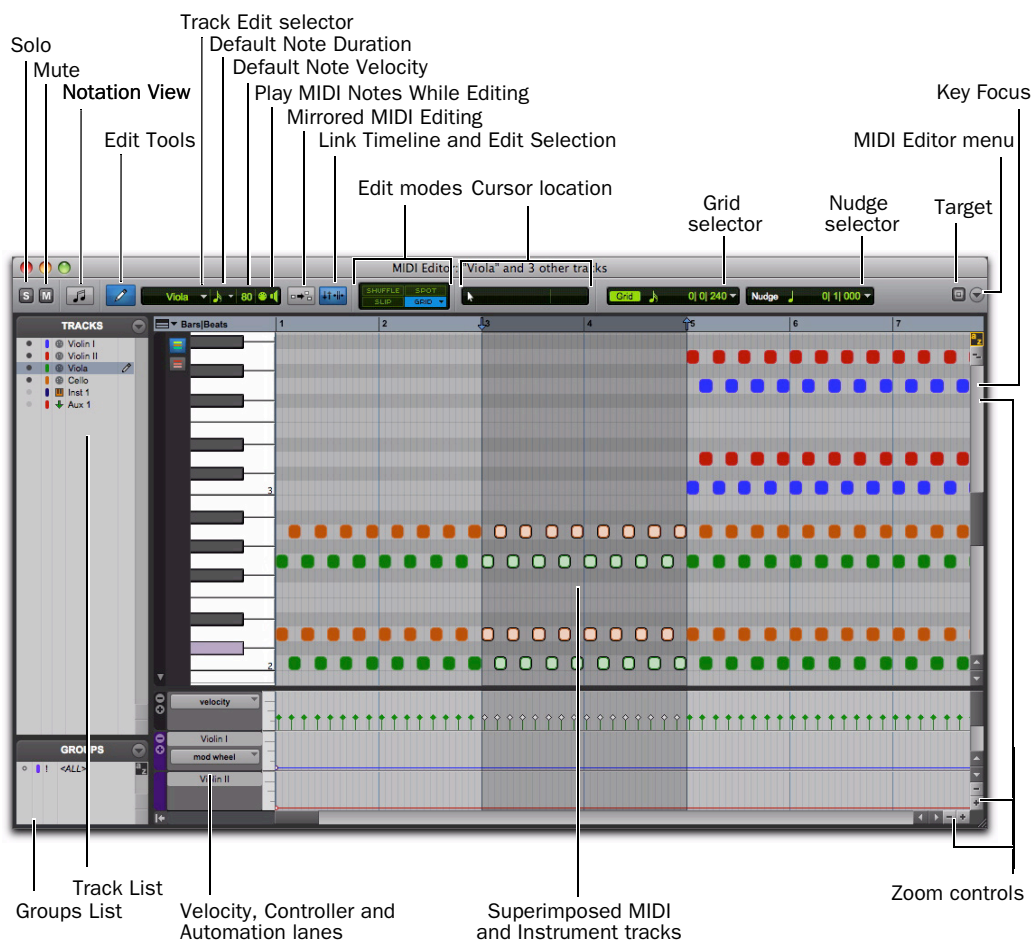 Track Edit selector
Solo
Default Note Duration
Mute
Default Note Velocity
Notation View
Play MIDI Notes While Editing
Key Focus
Mirrored MIDI Editing
Edit Tools
Link Timeline and Edit Selection
MIDI Editor menu
Edit modes
Cursor location
Grid
selector
Nudge
selector
Target
MIDI Editor: "Viola" and 3 other tracks
S
M
Viola
80
SHUFFLE
SPOT
SLIP
GRID
Grid
0| 0| 240
Nudge
0| 1| 000
TRACKS
Bars|Beats
1
2
3
4
5
6
7
Violin I
Violin II
Viola
Cello
Inst 1
Aux 1
a
z
3
2
velocity
Violin I
mod wheel
Violin II
GROUPS
! <ALL>
a
z
Track List
Groups List
Velocity, Controller and
Automation lanes
Superimposed MIDI
and Instrument tracks
Zoom controls